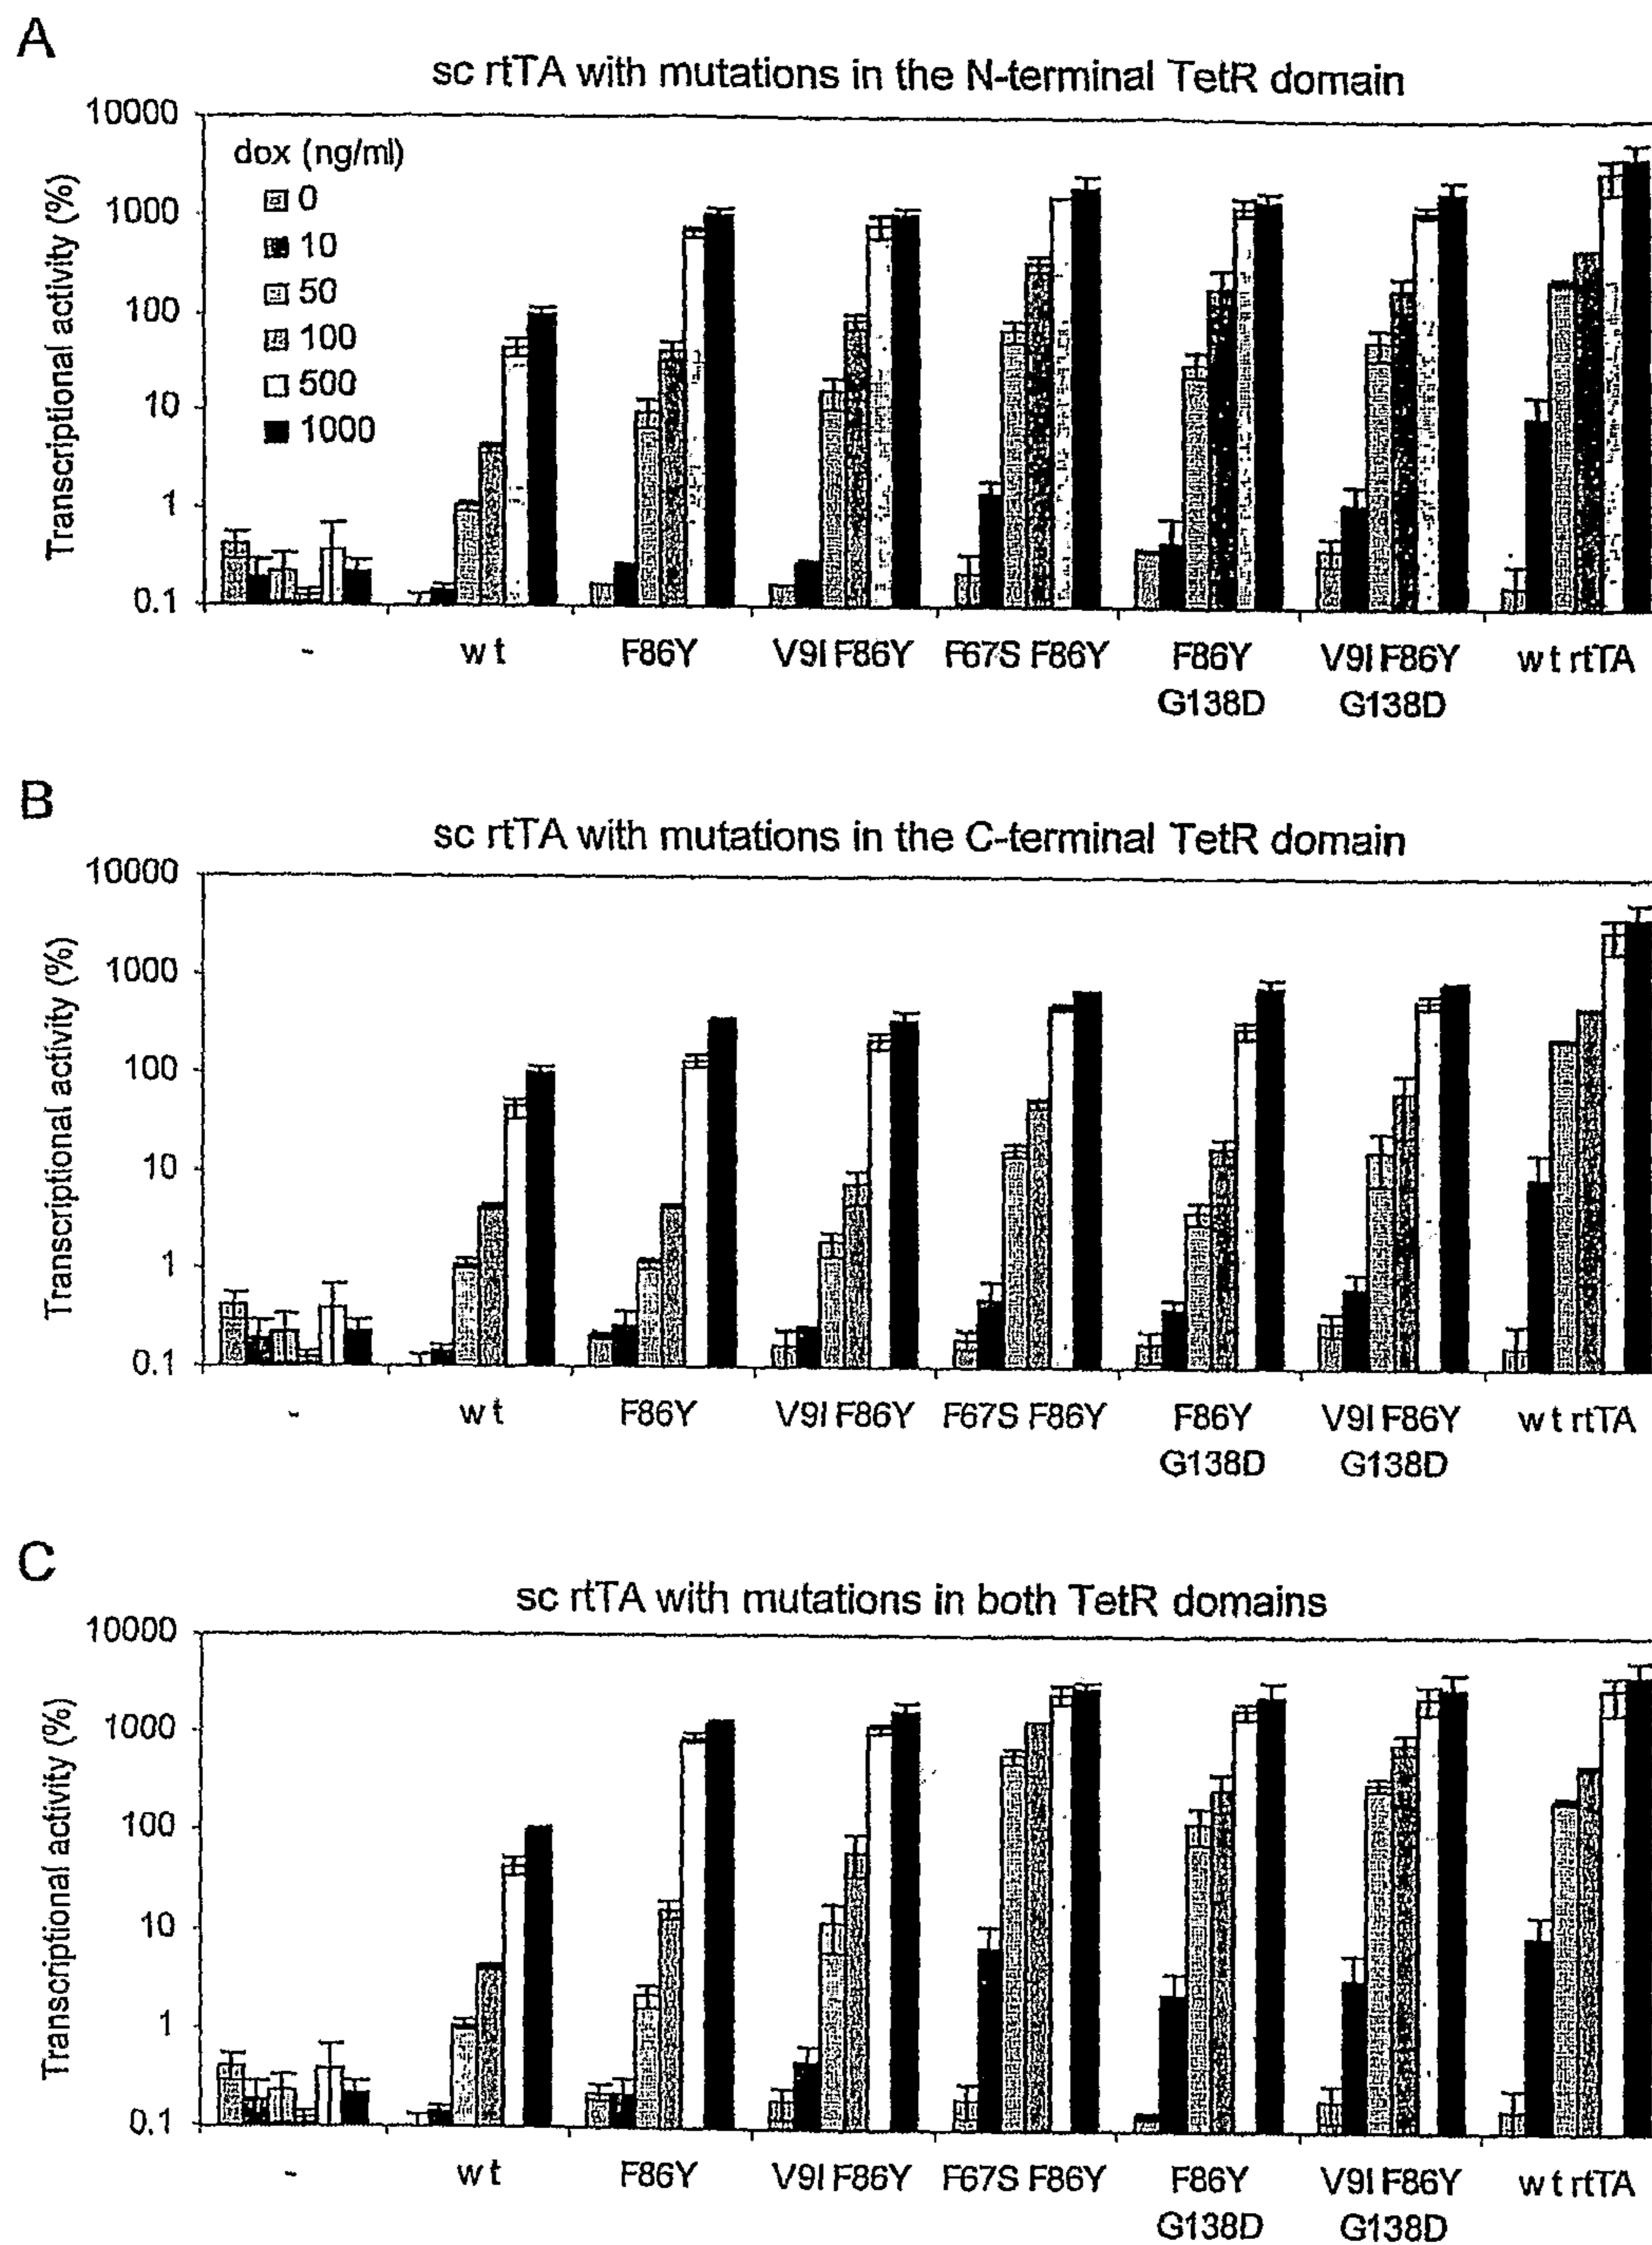 A
sc rtTA with mutations in the N-terminal TetR domain
Transcriptional activity (%)
10000
1000
100
10
1
0.1
dox (ng/ml)
0
10
50
100
500
1000
- wt F86Y V9I F86Y F67S F86Y F86Y V9I F86Y wt rtTA
G138D G138D
B
sc rtTA with mutations in the C-terminal TetR domain
Transcriptional activity (%)
10000
1000
100
10
1
0.1
- wt F86Y V9I F86Y F67S F86Y F86Y V9I F86Y wt rtTA
G138D G138D
C
sc rtTA with mutations in both TetR domains
Transcriptional activity (%)
10000
1000
100
10
1
0.1
- wt F86Y V9I F86Y F67S F86Y F86Y V9I F86Y wt rtTA
G138D G138D